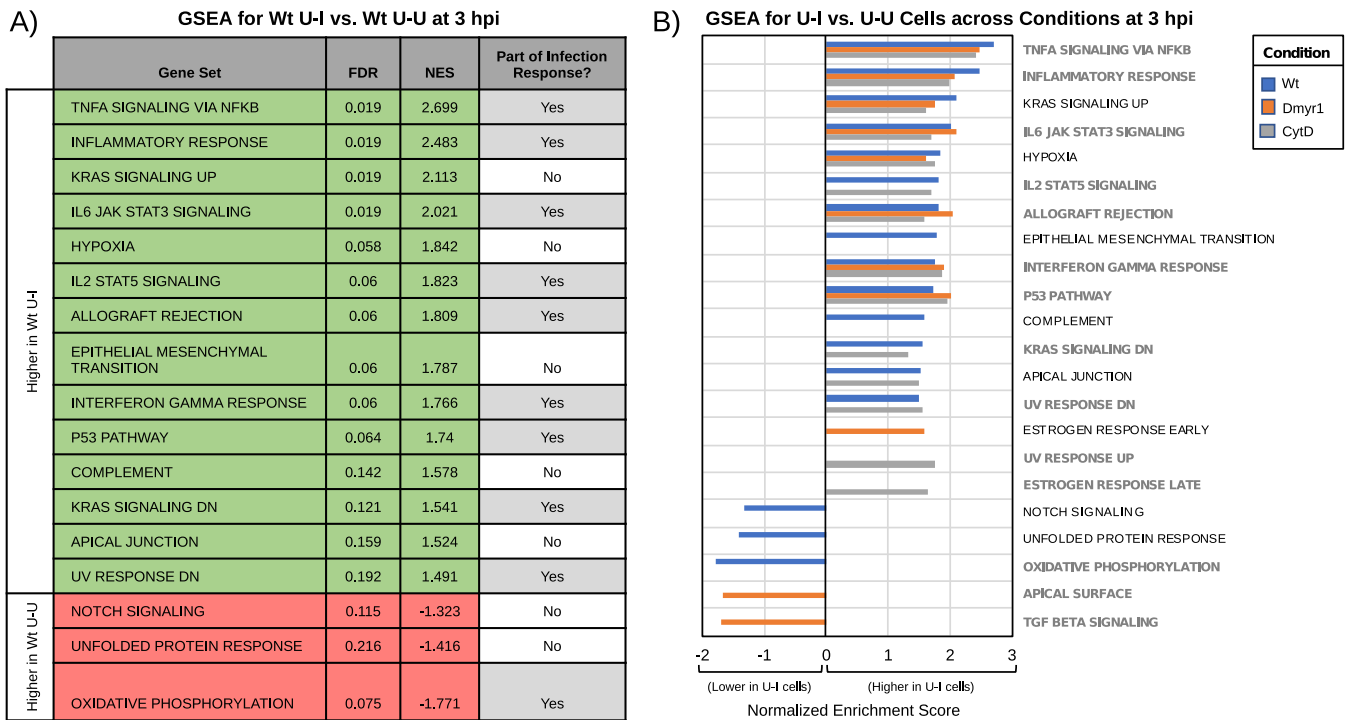 A)
GSEA for Wt U-I vs. Wt U-U at 3 hpi
Gene Set FDR NES Part of Infection Response?
Higher in Wt U-I
TNFA SIGNALING VIA NFKB 0.019 2.699 Yes
INFLAMMATORY RESPONSE 0.019 2.483 Yes
KRAS SIGNALING UP 0.019 2.113 No
IL6 JAK STAT3 SIGNALING 0.019 2.021 Yes
HYPOXIA 0.058 1.842 No
IL2 STAT5 SIGNALING 0.06 1.823 Yes
ALLOGRAFT REJECTION 0.06 1.809 Yes
EPITHELIAL MESENCHYMAL
TRANSITION 0.06 1.787 No
INTERFERON GAMMA RESPONSE 0.06 1.766 Yes
P53 PATHWAY 0.064 1.74 Yes
COMPLEMENT 0.142 1.578 No
KRAS SIGNALING DN 0.121 1.541 Yes
APICAL JUNCTION 0.159 1.524 No
UV RESPONSE DN 0.192 1.491 Yes
Higher in Wt U-U
NOTCH SIGNALING 0.115 -1.323 No
UNFOLDED PROTEIN RESPONSE 0.216 -1.416 No
OXIDATIVE PHOSPHORYLATION 0.075 -1.771 Yes
B)
GSEA for U-I vs. U-U Cells across Conditions at 3 hpi
TNFA SIGNALING VIA NFKB
INFLAMMATORY RESPONSE
KRAS SIGNALING UP
IL6 JAK STAT3 SIGNALING
HYPOXIA
IL2 STAT5 SIGNALING
ALLOGRAFT REJECTION
EPITHELIAL MESENCHYMAL TRANSITION
INTERFERON GAMMA RESPONSE
P53 PATHWAY
COMPLEMENT
KRAS SIGNALING DN
APICAL JUNCTION
UV RESPONSE DN
ESTROGEN RESPONSE EARLY
UV RESPONSE UP
ESTROGEN RESPONSE LATE
NOTCH SIGNALING
UNFOLDED PROTEIN RESPONSE
OXIDATIVE PHOSPHORYLATION
APICAL SURFACE
TGF BETA SIGNALING
Condition
Wt
Dmyr1
CytD
-2 -1 0 1 2 3
(Lower in U-I cells) (Higher in U-I cells)
Normalized Enrichment Score